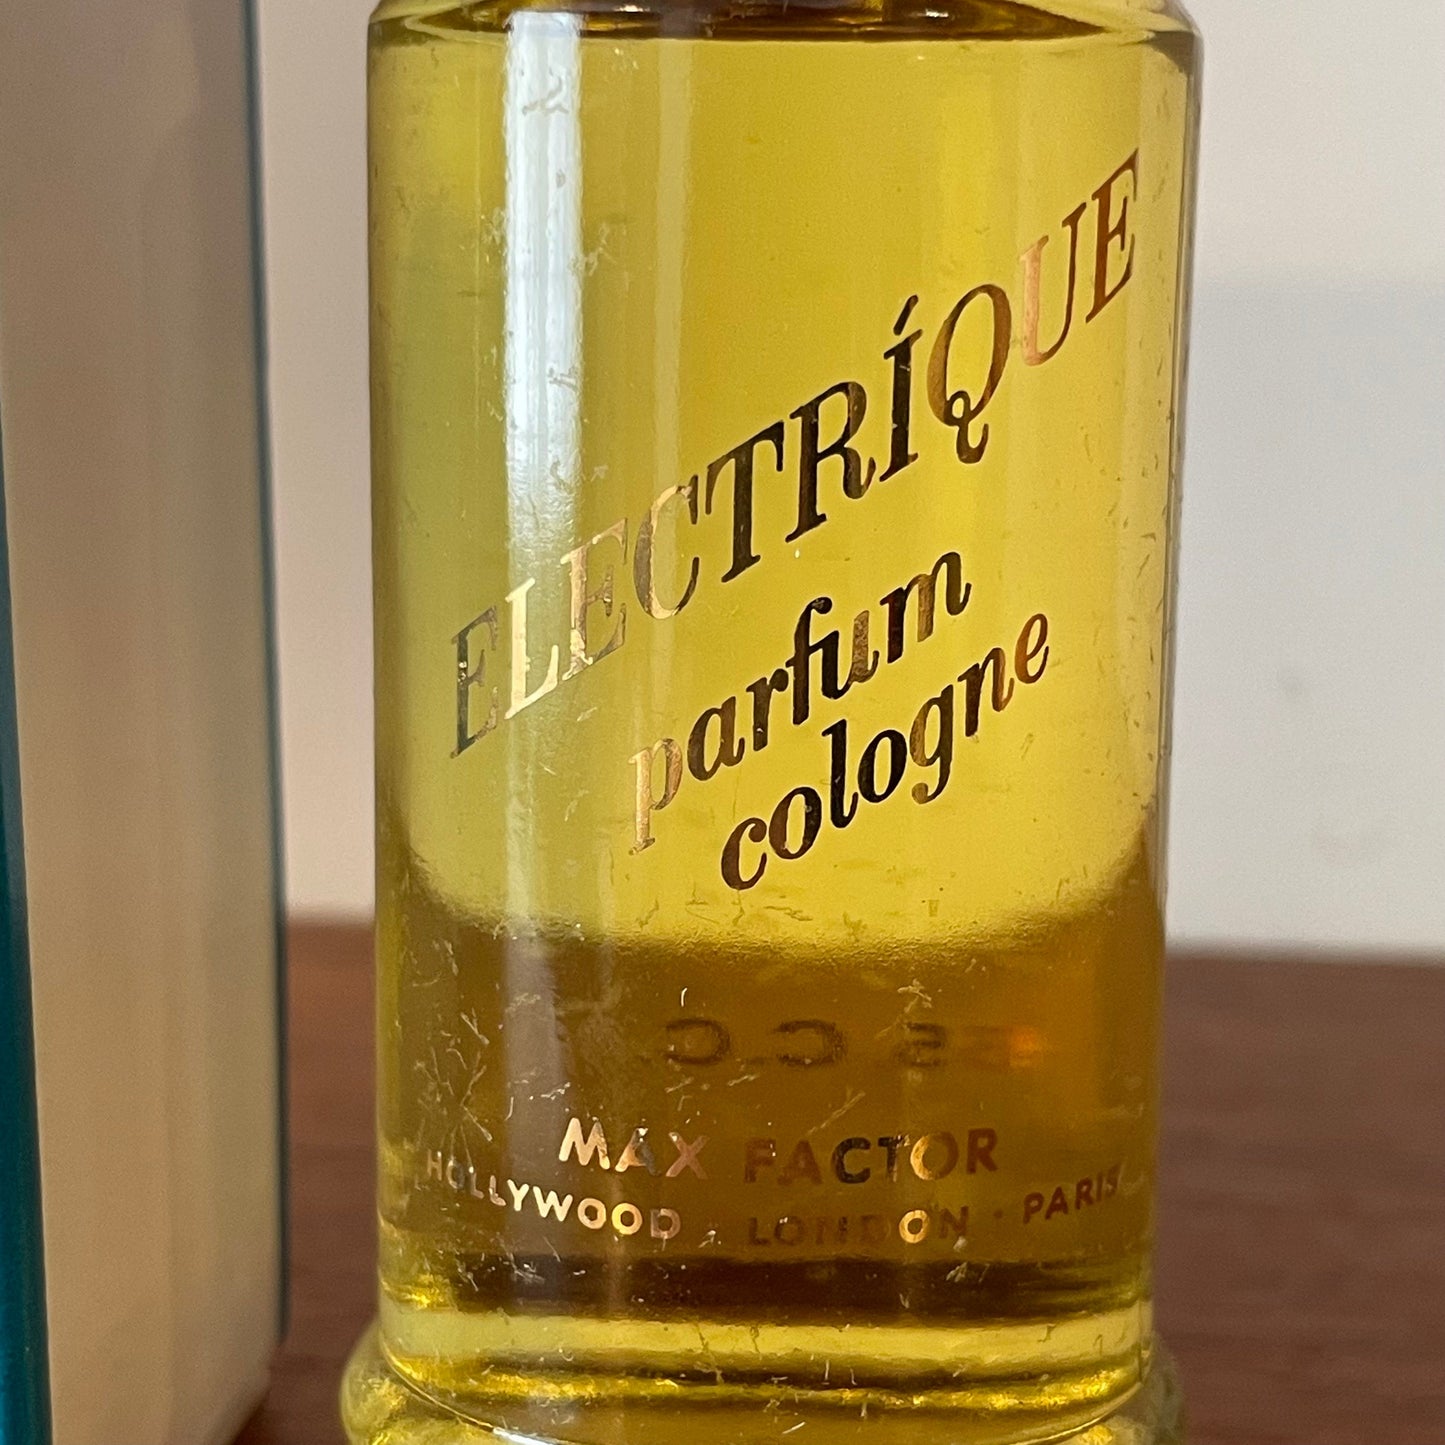 ELECTRÍQUE
parfum
cologne
MAX FACTOR
HOLLYWOOD · LONDON · PARIS